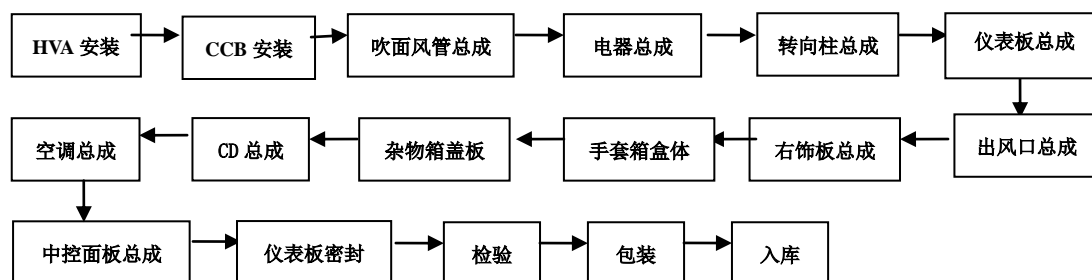 HVA 安装
CCB 安装
吹面风管总成
电器总成
转向柱总成
仪表板总成
出风口总成
右饰板总成
手套箱盒体
杂物箱盖板
CD 总成
空调总成
中控面板总成
仪表板密封
检验
包装
入库